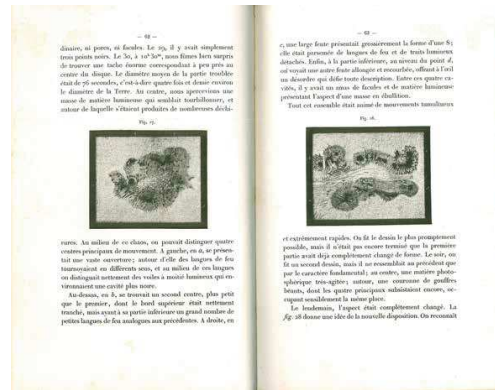 — 62 —
dinaire, ni pores, ni facules. Le 29, il y avait simplement
trois points noirs. Le 30, à 10h 30m, nous fûmes bien surpris
de trouver une tache énorme correspondant à peu près au
centre du disque. Le diamètre moyen de la partie troublée
était de 76 secondes, c'est-à-dire quatre fois et demie environ
le diamètre de la Terre. Au centre, nous apercevions une
masse de matière lumineuse qui semblait tourbillonner, et
autour de laquelle s'étaient produites de nombreuses déchi-
Fig. 27.
rures. Au milieu de ce chaos, on pouvait distinguer quatre
centres principaux de mouvement. A gauche, en a, se présen-
tait une vaste ouverture; autour d'elle des langues de feu
tournoyaient en différents sens, et au milieu de ces langues
on distinguait nettement des voiles à moitié lumineux qui en-
vironnaient une cavité plus noire.
Au-dessus, en b, se trouvait un second centre, plus petit
que le premier, dont le bord supérieur était nettement
tranché, mais ayant à sa partie inférieure un grand nombre de
petites langues de feu analogues aux précédentes. A droite, en
— 63 —
c, une large fente présentait grossièrement la forme d'une S;
elle était parsemée de langues de feu et de traits lumineux
détachés. Enfin, à la partie inférieure, au niveau du point d,
on voyait une autre fente allongée et recourbée, offrant à l'œil
un désordre qui défie toute description. Entre ces quatre ca-
vités, il y avait un amas de facules et de matière lumineuse
présentant l'aspect d'une masse en ébullition.
Tout cet ensemble était animé de mouvements tumultueux
Fig. 28.
et extrêmement rapides. On fit le dessin le plus promptement
possible, mais il n'était pas encore terminé que la première
partie avait déjà complétement changé de forme. Le soir, on
fit un second dessin, mais il ne ressemblait au précédent que
par le caractère fondamental; au centre, une matière photo-
sphérique très-agitée; autour, une couronne de gouffres
béants, dont les quatre principaux subsistaient encore, oc-
cupant sensiblement la même place.
Le lendemain, l'aspect était complétement changé. La
fig. 28 donne une idée de la nouvelle disposition. On reconnaît